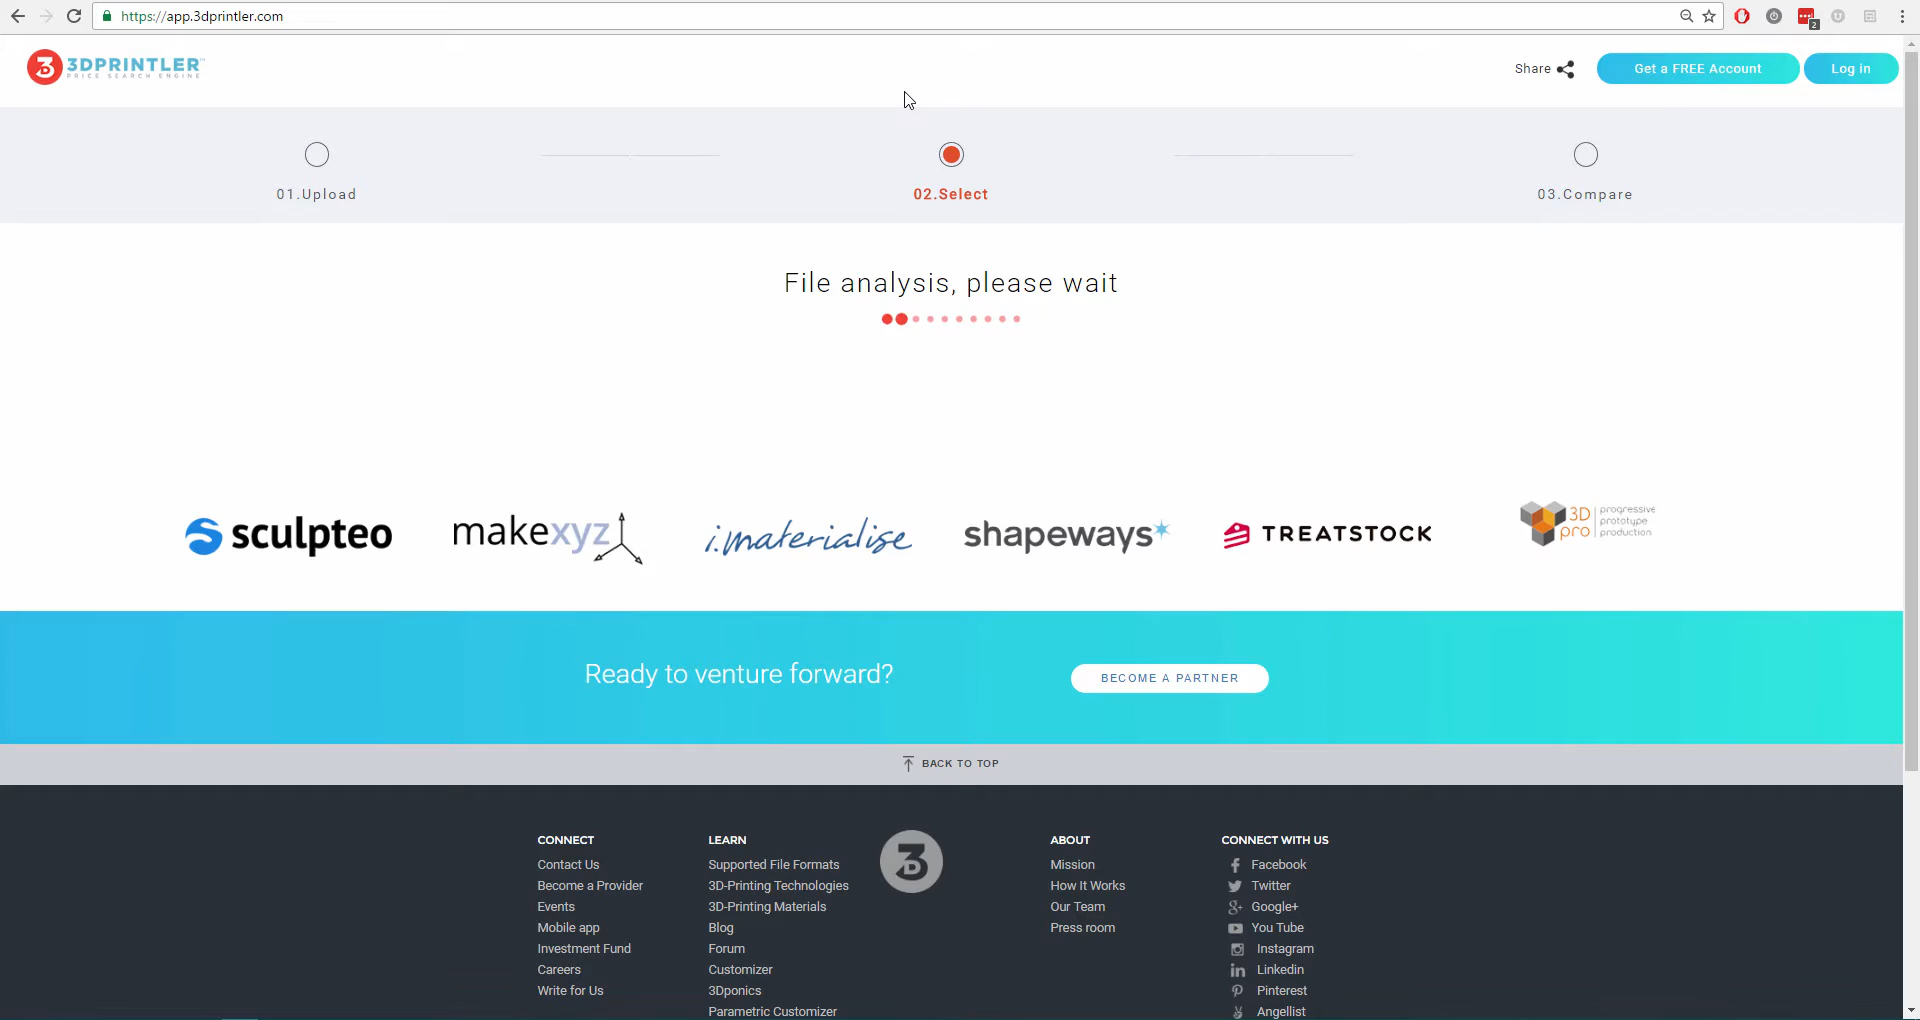 https://app.3dprintler.com
2
3DPRINTLER
PRICE SEARCH ENGINE
Share
Get a FREE Account
Log in
01.Upload
02.Select
03.Compare
File analysis, please wait
sculpteo
makexyz
i.materialise
shapeways
TREATSTOCK
3D pro
progressive
prototype
production
Ready to venture forward?
BECOME A PARTNER
BACK TO TOP
CONNECT
Contact Us
Become a Provider
Events
Mobile app
Investment Fund
Careers
Write for Us
LEARN
Supported File Formats
3D-Printing Technologies
3D-Printing Materials
Blog
Forum
Customizer
3Dponics
Parametric Customizer
ABOUT
Mission
How It Works
Our Team
Press room
CONNECT WITH US
Facebook
Twitter
Google+
You Tube
Instagram
Linkedin
Pinterest
Angellist